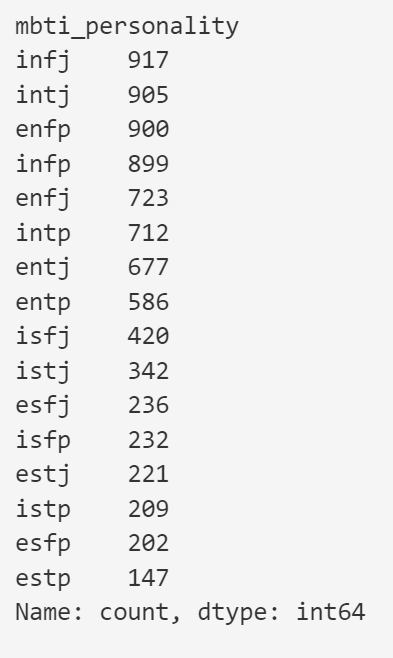 mbti_personality
infj    917
intj    905
enfp    900
infp    899
enfj    723
intp    712
entj    677
entp    586
isfj    420
istj    342
esfj    236
isfp    232
estj    221
istp    209
esfp    202
estp    147
Name: count, dtype: int64